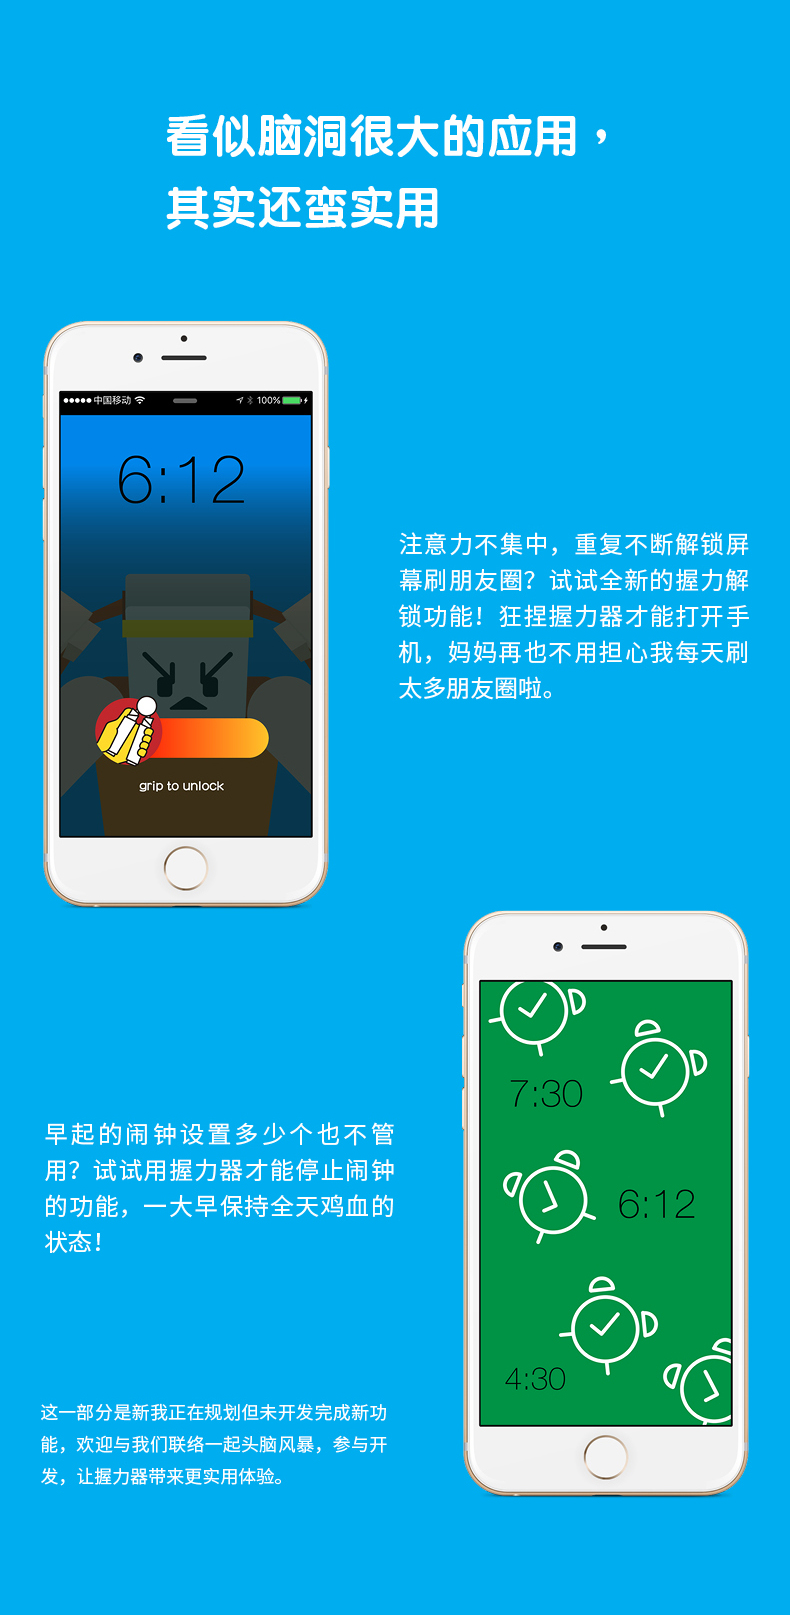 看似脑洞很大的应用，
其实还蛮实用
中国移动 100%
6:12
grip to unlock
注意力不集中，重复不断解锁屏
幕刷朋友圈？试试全新的握力解
锁功能！狂捏握力器才能打开手
机，妈妈再也不用担心我每天刷
太多朋友圈啦。
早起的闹钟设置多少个也不管
用？试试用握力器才能停止闹钟
的功能，一大早保持全天鸡血的
状态！
7:30
6:12
4:30
这一部分是新我正在规划但未开发完成新功
能，欢迎与我们联络一起头脑风暴，参与开
发，让握力器带来更实用体验。